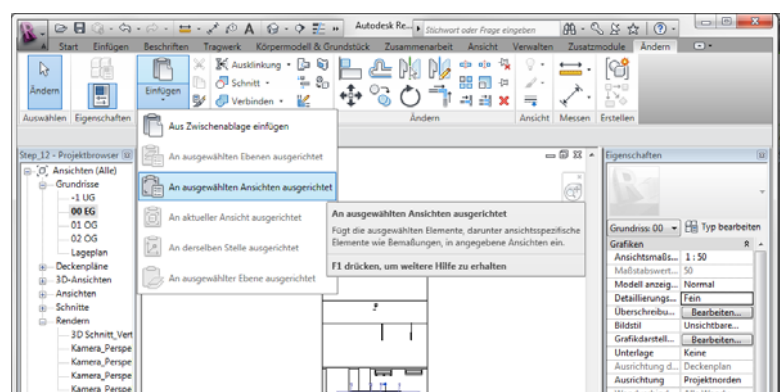 Autodesk Re...
Stichwort oder Frage eingeben
Start Einfügen Beschriften Tragwerk Körpermodell & Grundstück Zusammenarbeit Ansicht Verwalten Zusatzmodule Ändern
Ändern
Einfügen
Ausklinkung
Schnitt
Verbinden
Auswählen Eigenschaften Ändern Ansicht Messen Erstellen
Aus Zwischenablage einfügen
An ausgewählten Ebenen ausgerichtet
An ausgewählten Ansichten ausgerichtet
An aktueller Ansicht ausgerichtet
An derselben Stelle ausgerichtet
An ausgewählter Ebene ausgerichtet
An ausgewählten Ansichten ausgerichtet
Fügt die ausgewählten Elemente, darunter ansichtsspezifische
Elemente wie Bemaßungen, in angegebene Ansichten ein.
F1 drücken, um weitere Hilfe zu erhalten
Step_12 - Projektbrowser
Ansichten (Alle)
Grundrisse
-1 UG
00 EG
01 OG
02 OG
Lageplan
Deckenpläne
3D-Ansichten
Ansichten
Schnitte
Rendern
3D Schnitt_Vert
Kamera_Perspe
Kamera_Perspe
Kamera_Perspe
Eigenschaften
Grundriss: 00 Typ bearbeiten
Grafiken
Ansichtsmaßs... 1 : 50
Maßstabswert... 50
Modell anzeig... Normal
Detaillierungs... Fein
Überschreibu... Bearbeiten...
Bildstil Unsichtbare...
Grafikdarstell... Bearbeiten...
Unterlage Keine
Ausrichtung d... Deckenplan
Ausrichtung Projektnorden